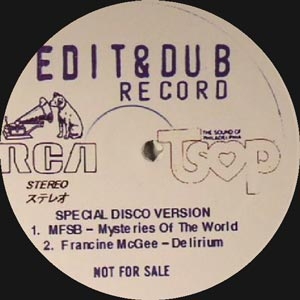 EDIT&DUB
RECORD
RCA
THE SOUND OF
PHILADELPHIA
TSOP
STEREO
ステレオ
SPECIAL DISCO VERSION
1. MFSB – Mysteries Of The World
2. Francine McGee – Delirium
NOT FOR SALE